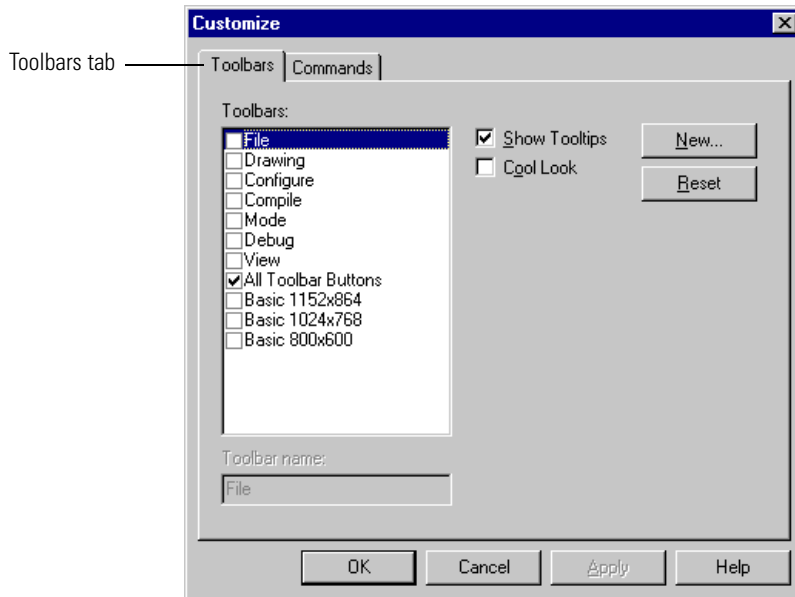 Customize
Toolbars tab
Toolbars
Commands
Toolbars:
File
Drawing
Configure
Compile
Mode
Debug
View
All Toolbar Buttons
Basic 1152x864
Basic 1024x768
Basic 800x600
Show Tooltips
Cool Look
New...
Reset
Toolbar name:
File
OK
Cancel
Apply
Help